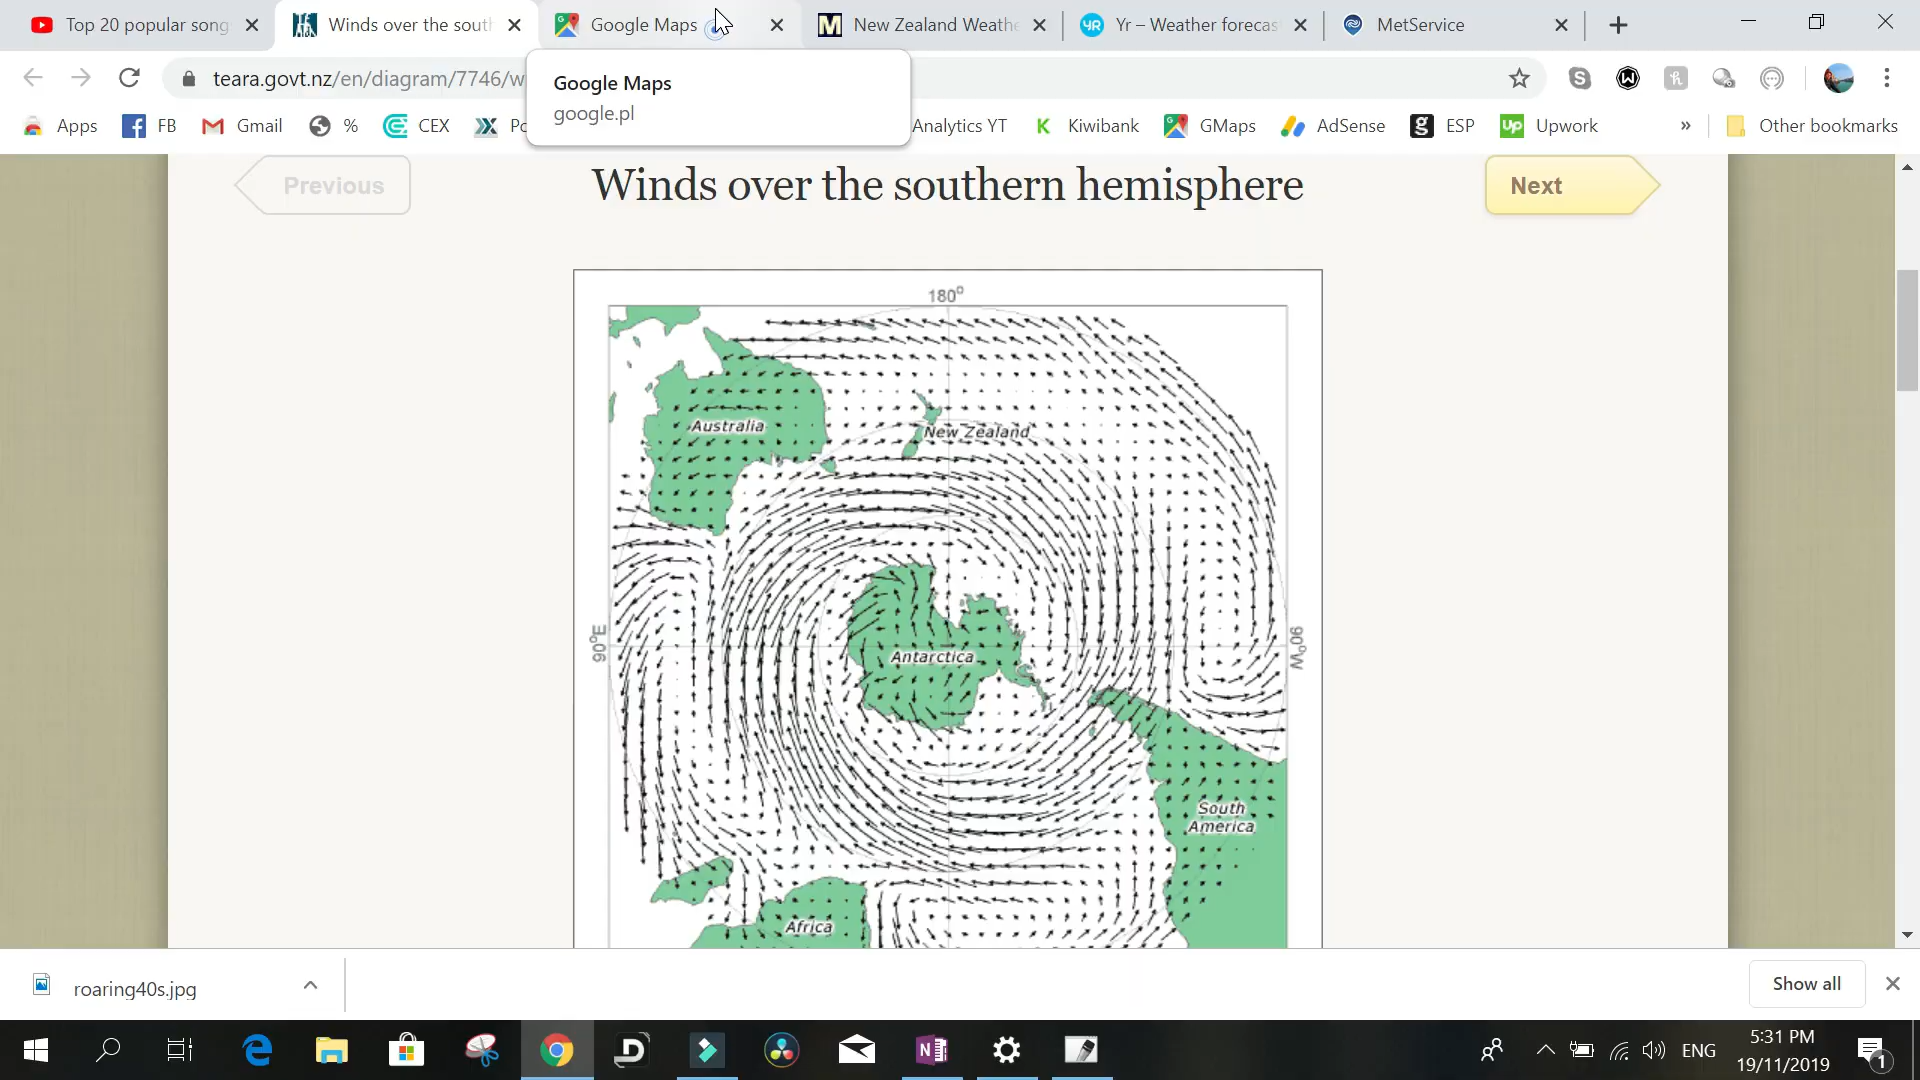 Top 20 popular song
Winds over the south
Google Maps
New Zealand Weathe
Yr – Weather forecas
MetService
teara.govt.nz/en/diagram/7746/w
Google Maps
google.pl
Apps
FB
Gmail
%
CEX
Po
Analytics YT
Kiwibank
GMaps
AdSense
ESP
Upwork
»
Other bookmarks
Previous
Winds over the southern hemisphere
Next
180°
Australia
New Zealand
90°E
90°W
Antarctica
South
America
Africa
roaring40s.jpg
Show all
ENG
5:31 PM
19/11/2019
1